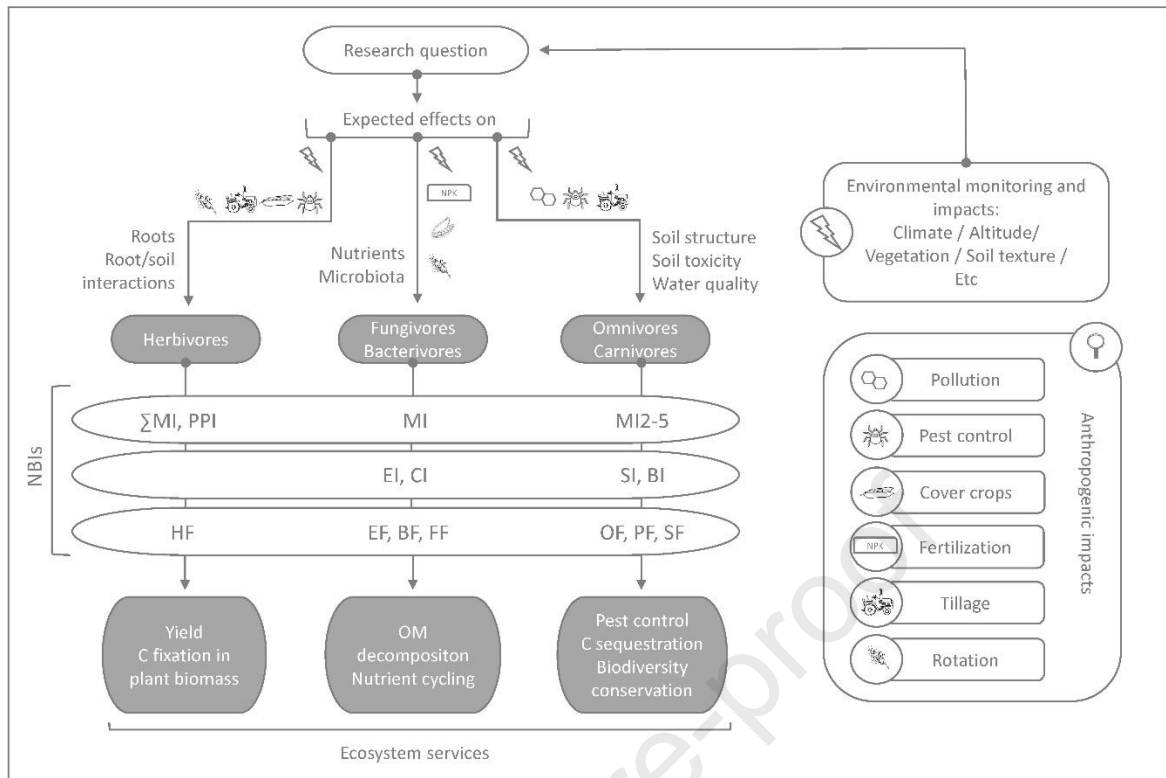 Research question
Expected effects on
NPK
Roots
Root/soil
interactions
Nutrients
Microbiota
Soil structure
Soil toxicity
Water quality
Environmental monitoring and
impacts:
Climate / Altitude/
Vegetation / Soil texture /
Etc
Herbivores
Fungivores
Bacterivores
Omnivores
Carnivores
NBIs
∑MI, PPI
MI
MI2-5
EI, CI
SI, BI
HF
EF, BF, FF
OF, PF, SF
Yield
C fixation in
plant biomass
OM
decompositon
Nutrient cycling
Pest control
C sequestration
Biodiversity
conservation
Ecosystem services
Pollution
Pest control
Cover crops
NPK
Fertilization
Tillage
Rotation
Anthropogenic impacts
re-proof